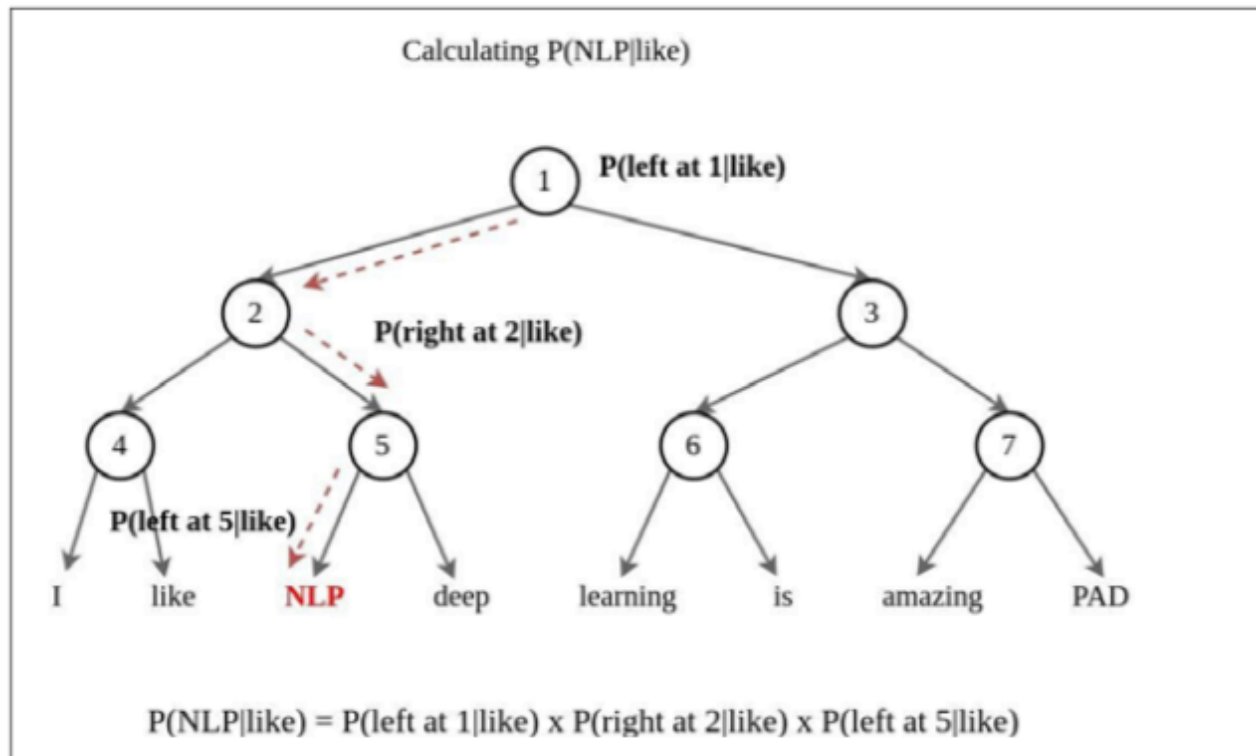 Calculating P(NLP|like)
1
P(left at 1|like)
2
3
P(right at 2|like)
4
5
6
7
P(left at 5|like)
I
like
NLP
deep
learning
is
amazing
PAD
P(NLP|like) = P(left at 1|like) x P(right at 2|like) x P(left at 5|like)